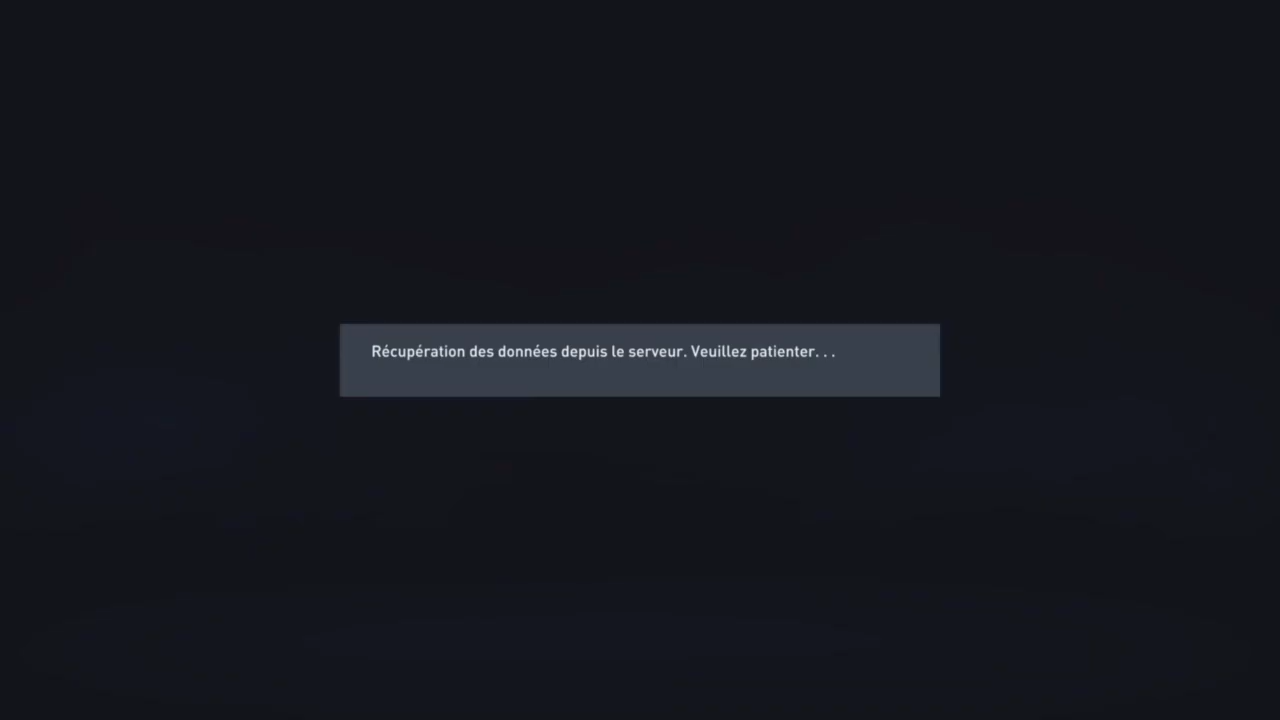 Récupération des données depuis le serveur. Veuillez patienter. . .